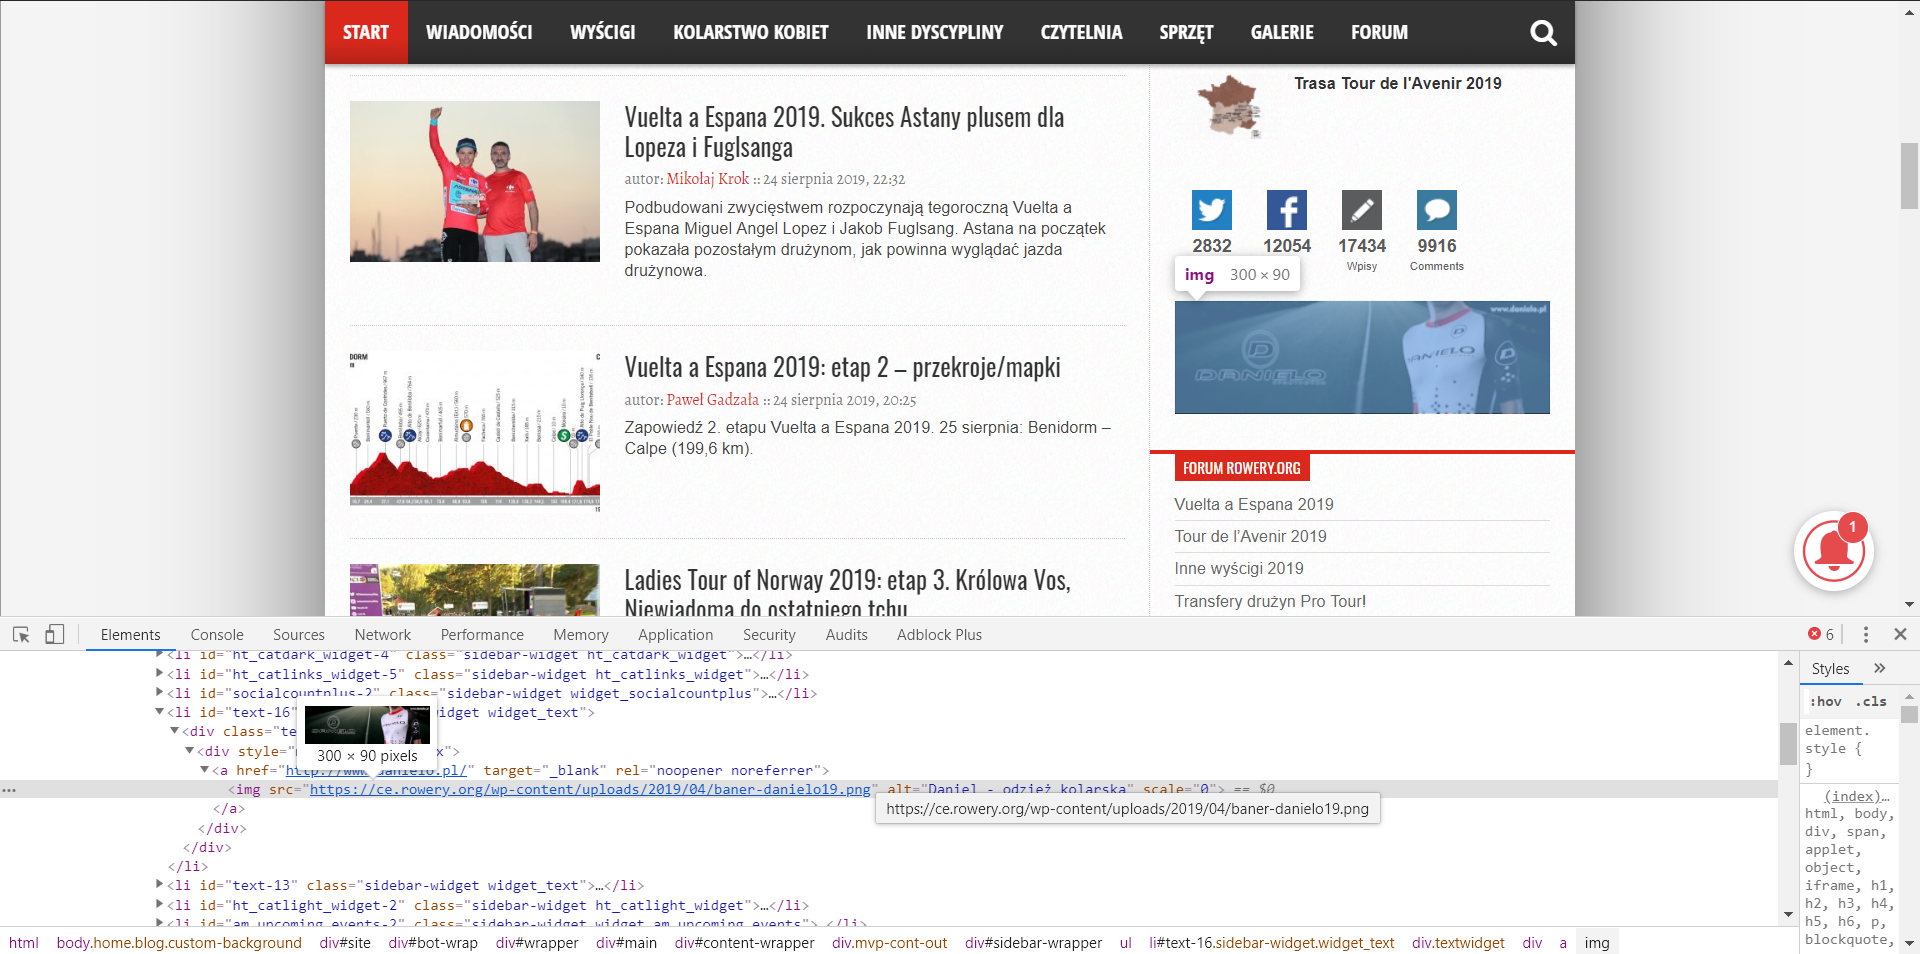 START WIADOMOŚCI WYŚCIGI KOLARSTWO KOBIET INNE DYSCYPLINY CZYTELNIA SPRZĘT GALERIE FORUM
Vuelta a Espana 2019. Sukces Astany plusem dla
Lopeza i Fuglsanga
autor: Mikołaj Krok :: 24 sierpnia 2019, 22:32
Podbudowani zwycięstwem rozpoczynają tegoroczną Vuelta a
Espana Miguel Angel Lopez i Jakob Fuglsang. Astana na początek
pokazała pozostałym drużynom, jak powinna wyglądać jazda
drużynowa.
Vuelta a Espana 2019: etap 2 – przekroje/mapki
autor: Paweł Gadzała :: 24 sierpnia 2019, 20:25
Zapowiedź 2. etapu Vuelta a Espana 2019. 25 sierpnia: Benidorm –
Calpe (199,6 km).
Ladies Tour of Norway 2019: etap 3. Królowa Vos,
Niewiadoma do ostatniego tchu
Trasa Tour de l'Avenir 2019
2832 12054 17434 9916
Wpisy Comments
img 300 × 90
www.danielo.pl
DANIELO
DANIELO
FORUM ROWERY.ORG
Vuelta a Espana 2019
Tour de l'Avenir 2019
Inne wyścigi 2019
Transfery drużyn Pro Tour!
1
Elements Console Sources Network Performance Memory Application Security Audits Adblock Plus 6
<li id="ht_catdark_widget-4" class="sidebar-widget ht_catdark_widget">…</li>
<li id="ht_catlinks_widget-5" class="sidebar-widget ht_catlinks_widget">…</li>
<li id="socialcountplus-2" class="sidebar-widget widget_socialcountplus">…</li>
<li id="text-16" widget widget_text">
<div class="te
<div style=" x">
300 × 90 pixels
<a href="http://www.danielo.pl/" target="_blank" rel="noopener noreferrer">
<img src="https://ce.rowery.org/wp-content/uploads/2019/04/baner-danielo19.png" alt="Daniel - odzież kolarska" scale="0"> == $0
https://ce.rowery.org/wp-content/uploads/2019/04/baner-danielo19.png
</a>
</div>
</div>
</li>
<li id="text-13" class="sidebar-widget widget_text">…</li>
<li id="ht_catlight_widget-2" class="sidebar-widget ht_catlight_widget">…</li>
<li id="am_upcoming_events-2" class="sidebar-widget widget_am_upcoming_events">…</li>
Styles
:hov .cls
element.
style {
}
(index)…
html, body,
div, span,
applet,
object,
iframe, h1,
h2, h3, h4,
h5, h6, p,
blockquote,
html body.home.blog.custom-background div#site div#bot-wrap div#wrapper div#main div#content-wrapper div.mvp-cont-out div#sidebar-wrapper ul li#text-16.sidebar-widget.widget_text div.textwidget div a img